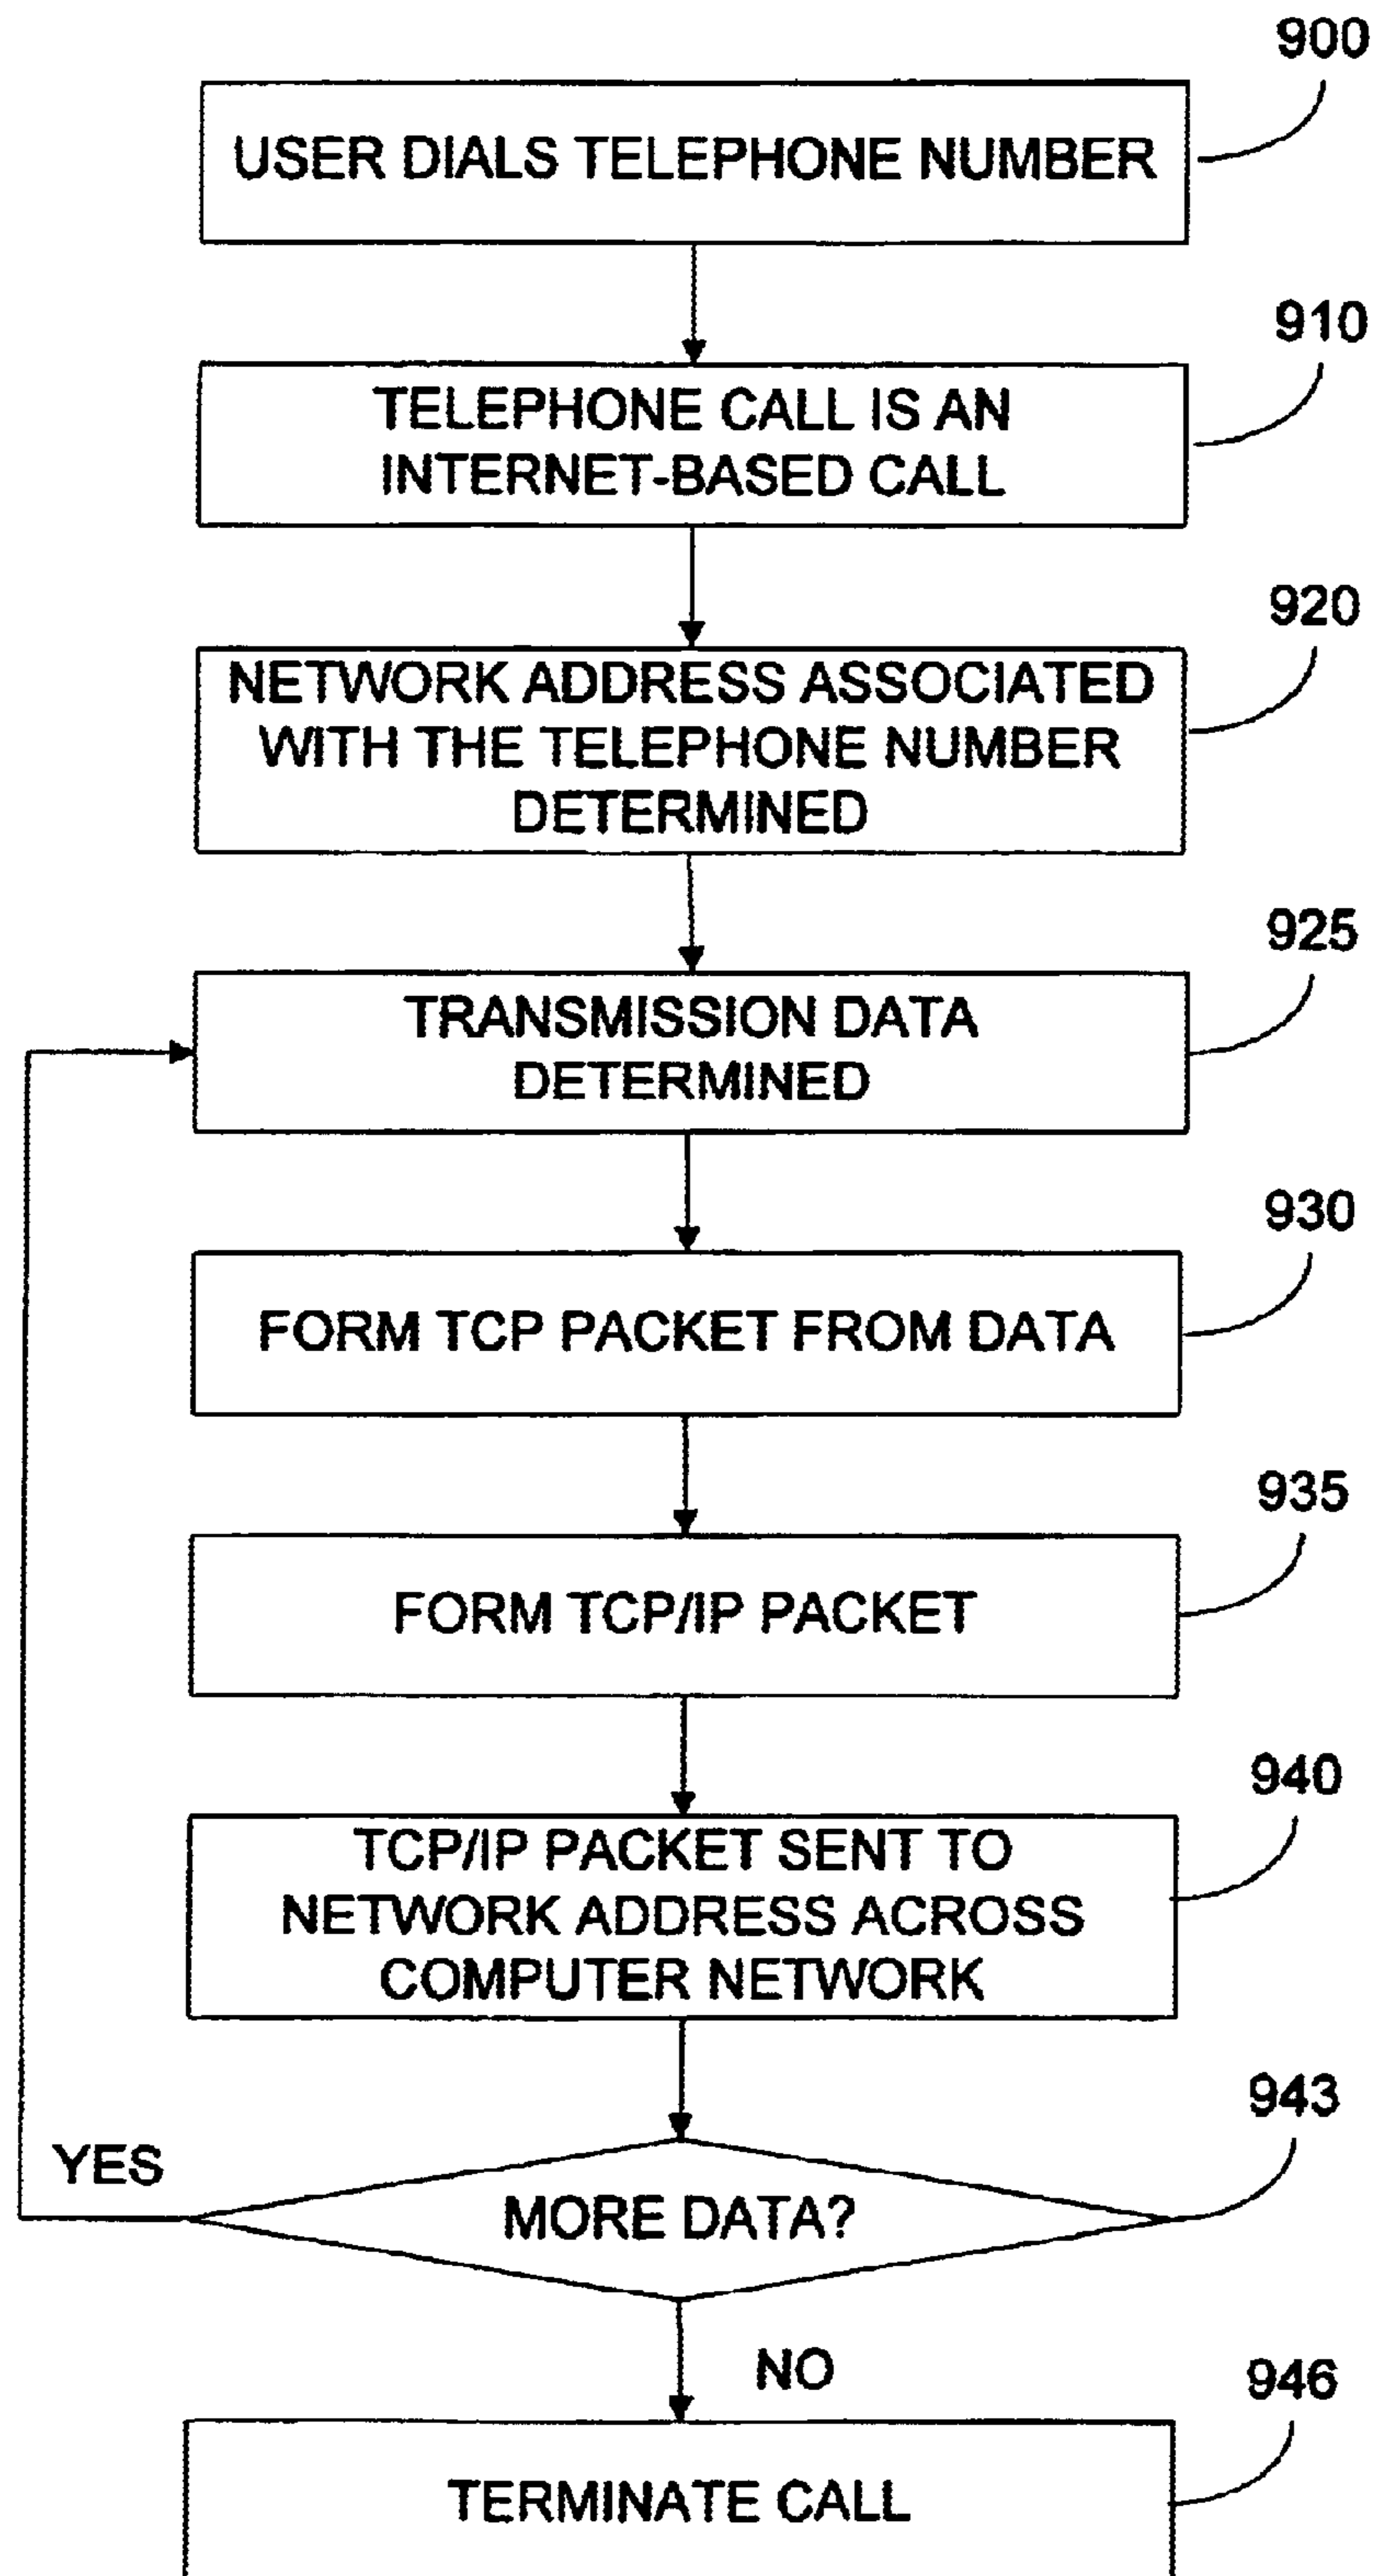 900
USER DIALS TELEPHONE NUMBER
910
TELEPHONE CALL IS AN
INTERNET-BASED CALL
920
NETWORK ADDRESS ASSOCIATED
WITH THE TELEPHONE NUMBER
DETERMINED
925
TRANSMISSION DATA
DETERMINED
930
FORM TCP PACKET FROM DATA
935
FORM TCP/IP PACKET
940
TCP/IP PACKET SENT TO
NETWORK ADDRESS ACROSS
COMPUTER NETWORK
943
YES
MORE DATA?
NO
946
TERMINATE CALL